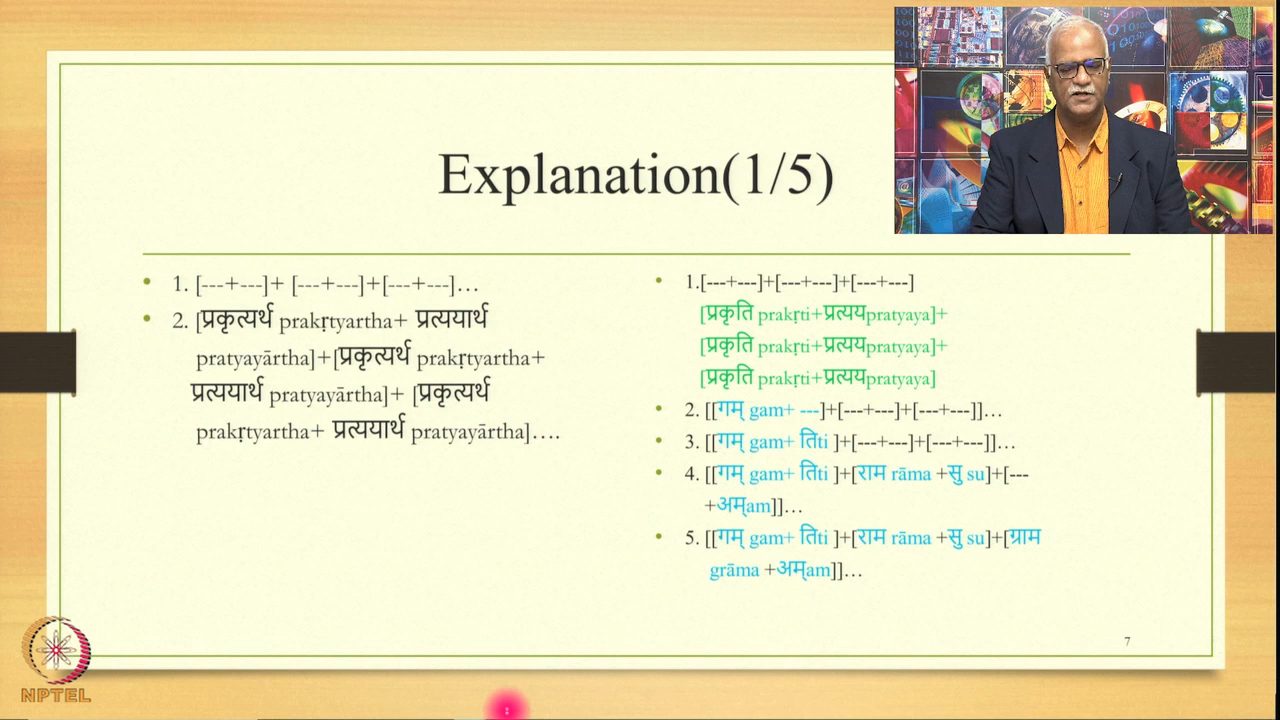 Explanation(1/5)
• 1. [---+---]+ [---+---]+[---+---]…
• 2. [प्रकृत्यर्थ prakṛtyartha+ प्रत्ययार्थ
pratyayārtha]+[प्रकृत्यर्थ prakṛtyartha+
प्रत्ययार्थ pratyayārtha]+ [प्रकृत्यर्थ
prakṛtyartha+ प्रत्ययार्थ pratyayārtha]….
• 1.[---+---]+[---+---]+[---+---]
[प्रकृति prakṛti+प्रत्ययpratyaya]+
[प्रकृति prakṛti+प्रत्ययpratyaya]+
[प्रकृति prakṛti+प्रत्ययpratyaya]
• 2. [[गम् gam+ ---]+[---+---]+[---+---]]…
• 3. [[गम् gam+ तिti ]+[---+---]+[---+---]]…
• 4. [[गम् gam+ तिti ]+[राम rāma +सु su]+[---
+अम्am]]…
• 5. [[गम् gam+ तिti ]+[राम rāma +सु su]+[ग्राम
grāma +अम्am]]…
7
NPTEL